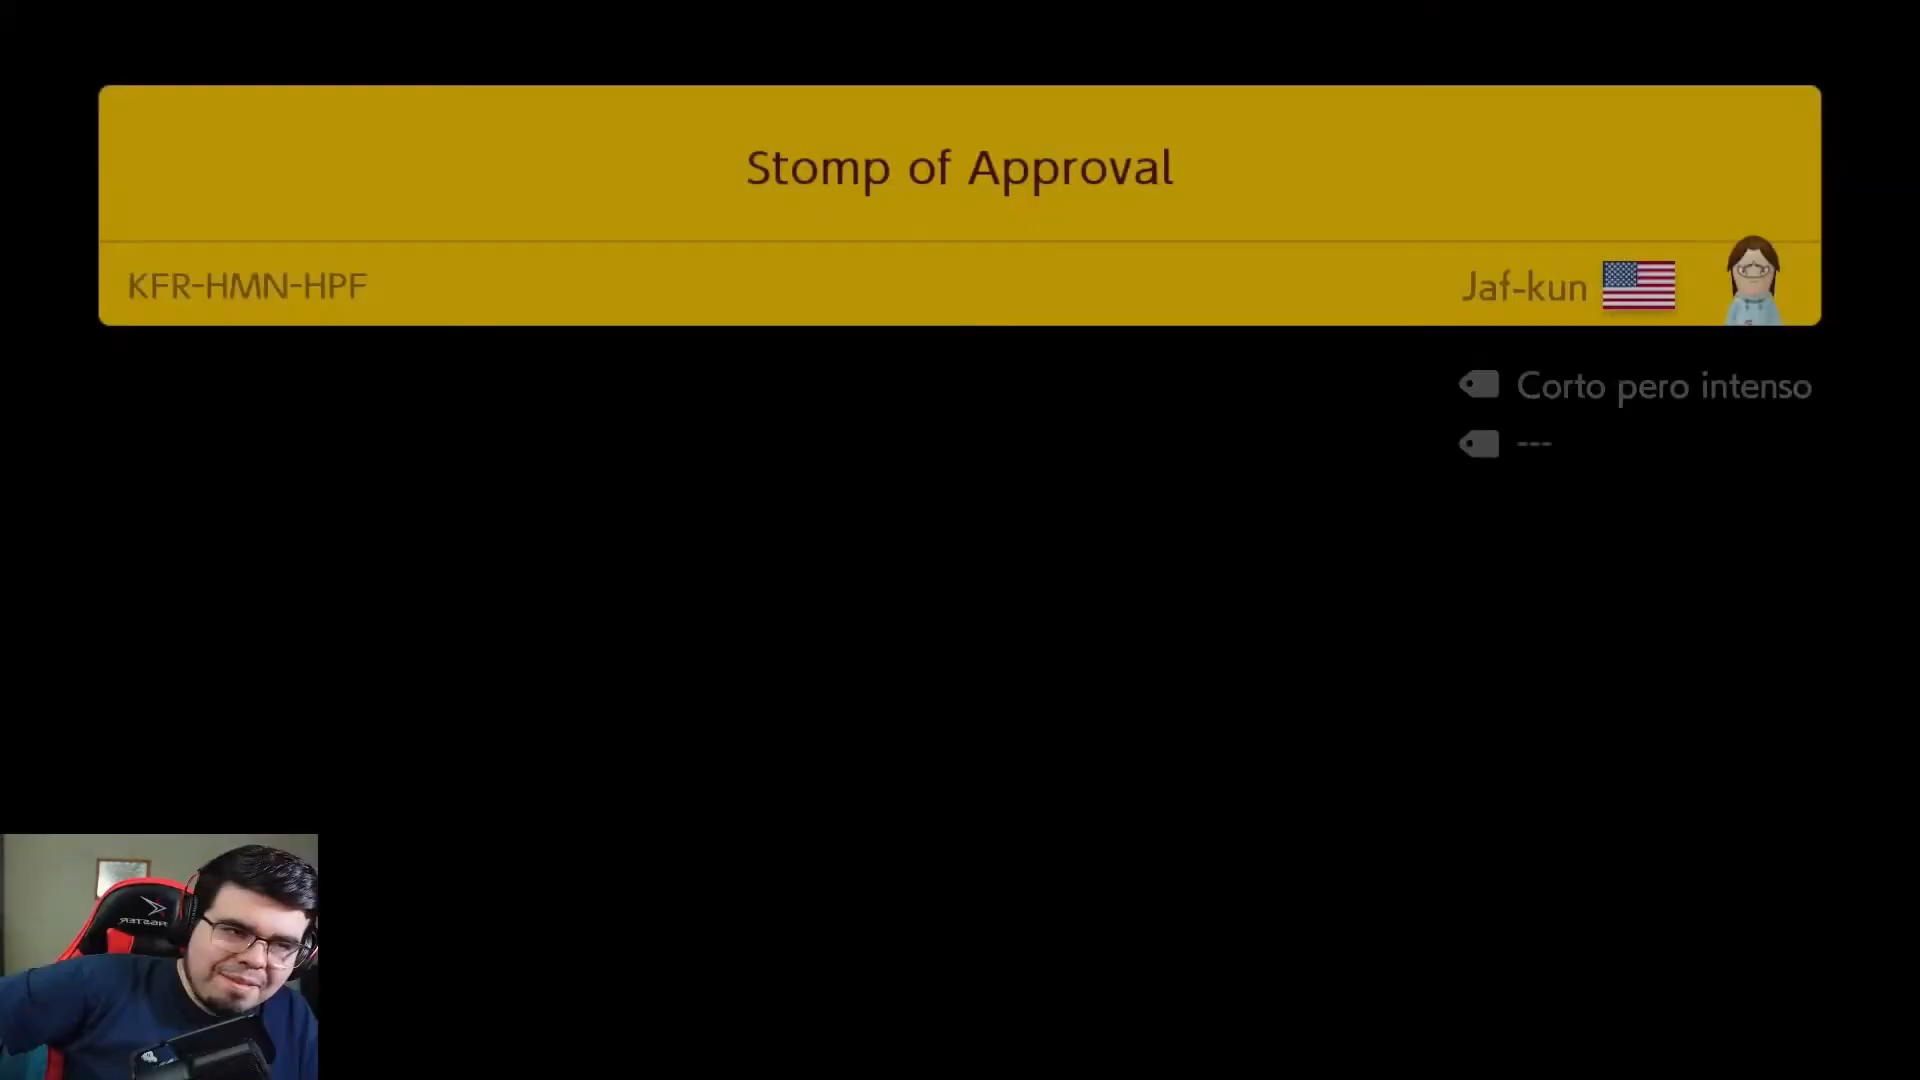 Stomp of Approval
KFR-HMN-HPF
Jaf-kun
Corto pero intenso
---